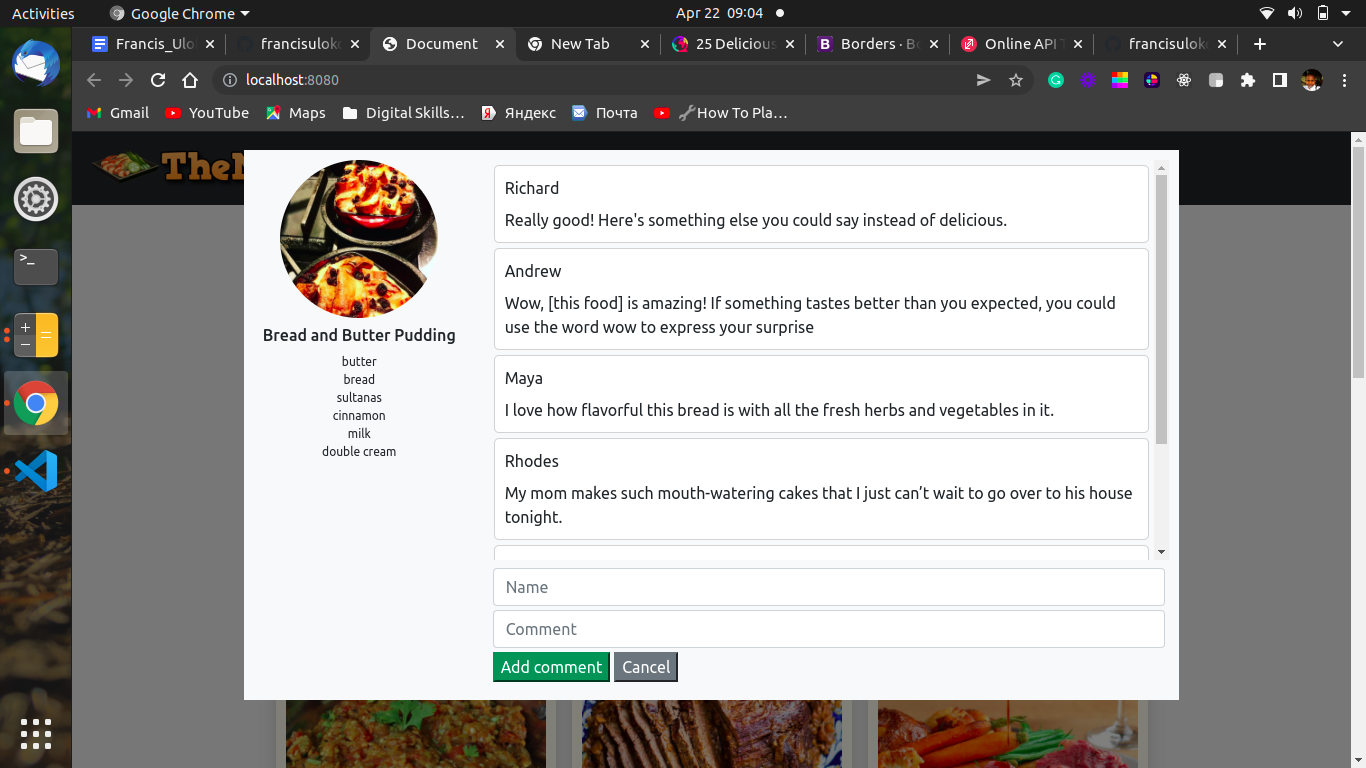 Activities
Google Chrome
Apr 22 09:04
Francis_Ulo
francisuloko
Document
New Tab
25 Delicious
Borders · Bo
Online API T
francisuloko
localhost:8080
Gmail
YouTube
Maps
Digital Skills…
Яндекс
Почта
How To Pla…
TheM
Bread and Butter Pudding
butter
bread
sultanas
cinnamon
milk
double cream
Richard
Really good! Here's something else you could say instead of delicious.
Andrew
Wow, [this food] is amazing! If something tastes better than you expected, you could
use the word wow to express your surprise
Maya
I love how flavorful this bread is with all the fresh herbs and vegetables in it.
Rhodes
My mom makes such mouth-watering cakes that I just can’t wait to go over to his house
tonight.
Name
Comment
Add comment
Cancel